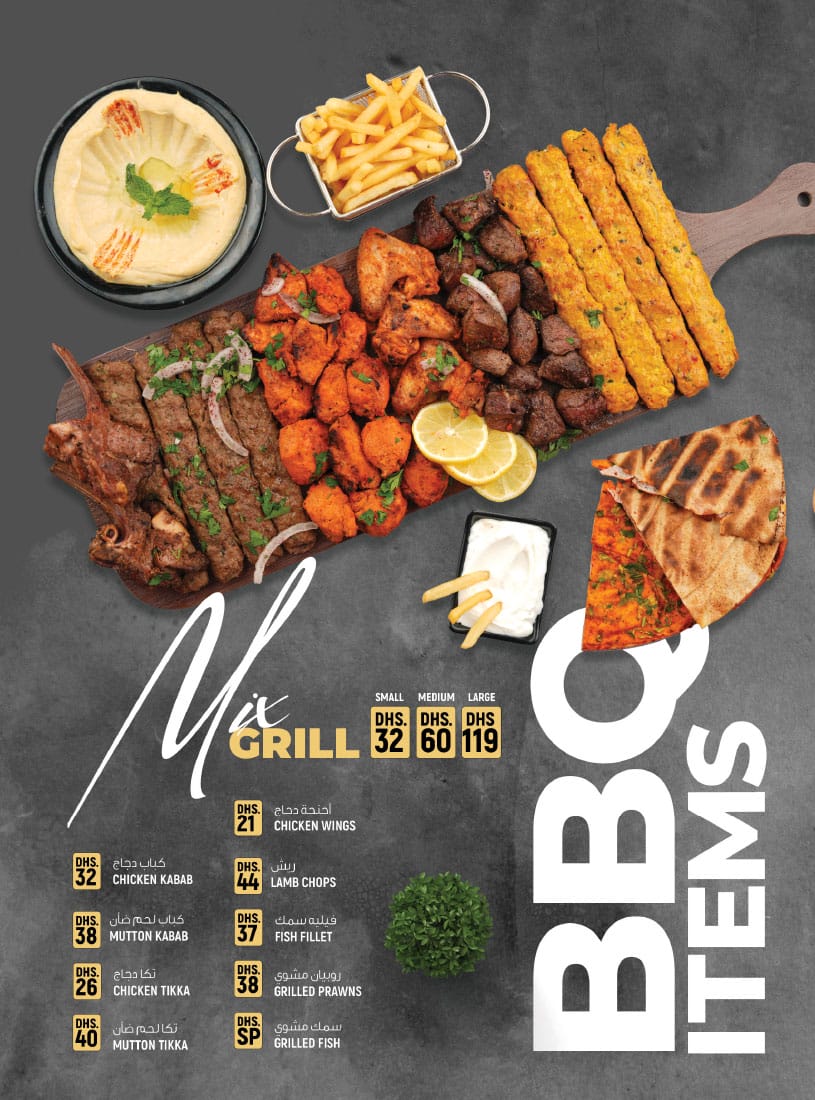 Mix
GRILL
SMALL
DHS.
32
MEDIUM
DHS.
60
LARGE
DHS
119
DHS.
21
أجنحة دجاج
CHICKEN WINGS
DHS.
32
كباب دجاج
CHICKEN KABAB
DHS.
44
ريش
LAMB CHOPS
DHS.
38
كباب لحم ضأن
MUTTON KABAB
DHS.
37
فيليه سمك
FISH FILLET
DHS.
26
تكا دجاج
CHICKEN TIKKA
DHS.
38
روبيان مشوي
GRILLED PRAWNS
DHS.
40
تكا لحم ضأن
MUTTON TIKKA
DHS.
SP
سمك مشوي
GRILLED FISH
BBQ
ITEMS